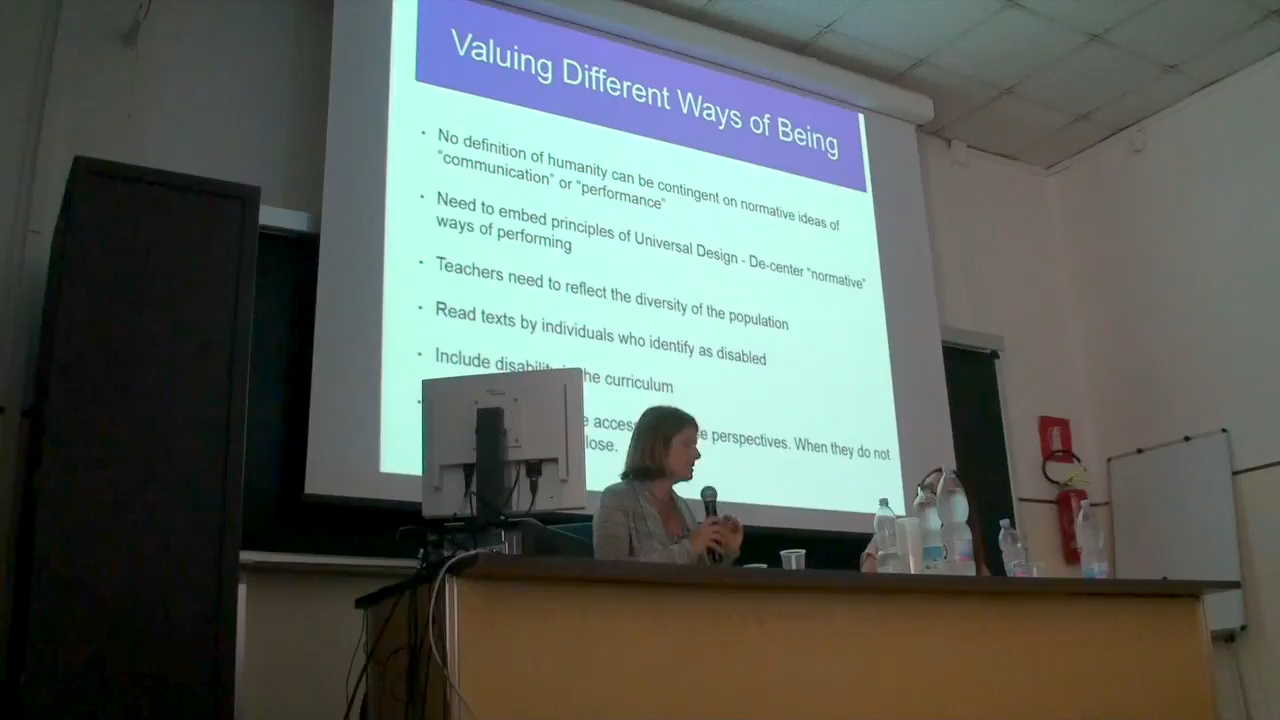 Valuing Different Ways of Being
• No definition of humanity can be contingent on normative ideas of
"communication" or "performance"
• Need to embed principles of Universal Design - De-center "normative"
ways of performing
• Teachers need to reflect the diversity of the population
• Read texts by individuals who identify as disabled
• Include disability the curriculum
• perspectives. When they do not
lose.